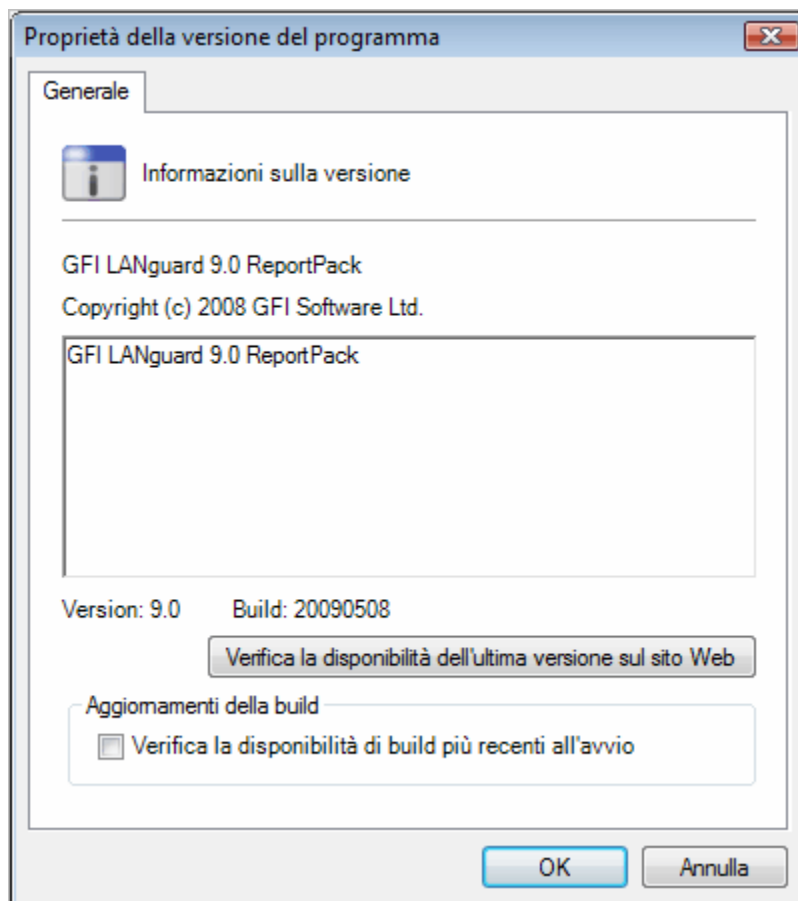 Proprietà della versione del programma
Generale
Informazioni sulla versione
GFI LANguard 9.0 ReportPack
Copyright (c) 2008 GFI Software Ltd.
GFI LANguard 9.0 ReportPack
Version: 9.0 Build: 20090508
Verifica la disponibilità dell'ultima versione sul sito Web
Aggiornamenti della build
Verifica la disponibilità di build più recenti all'avvio
OK Annulla